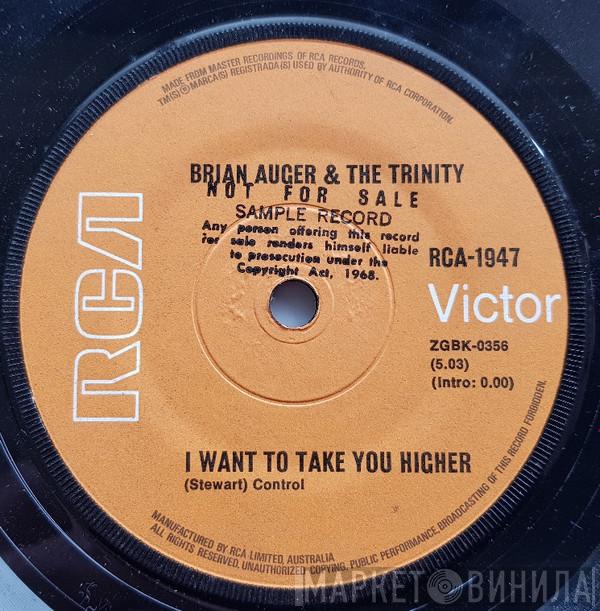 MADE FROM MASTER RECORDINGS OF RCA RECORDS.
TM(S) ® MARCA(S) REGISTRADA(S) USED BY AUTHORITY OF RCA CORPORATION.
BRIAN AUGER & THE TRINITY
NOT FOR SALE
SAMPLE RECORD
Any person offering this record
for sale renders himself liable
to prosecution under the
Copyright Act, 1968.
RCA-1947
RCA
Victor
ZGBK-0356
(5.03)
(Intro: 0.00)
I WANT TO TAKE YOU HIGHER
(Stewart) Control
MANUFACTURED BY RCA LIMITED, AUSTRALIA
ALL RIGHTS RESERVED. UNAUTHORIZED COPYING, PUBLIC PERFORMANCE, BROADCASTING OF THIS RECORD FORBIDDEN.
МАРКЕТ ВИНИЛА